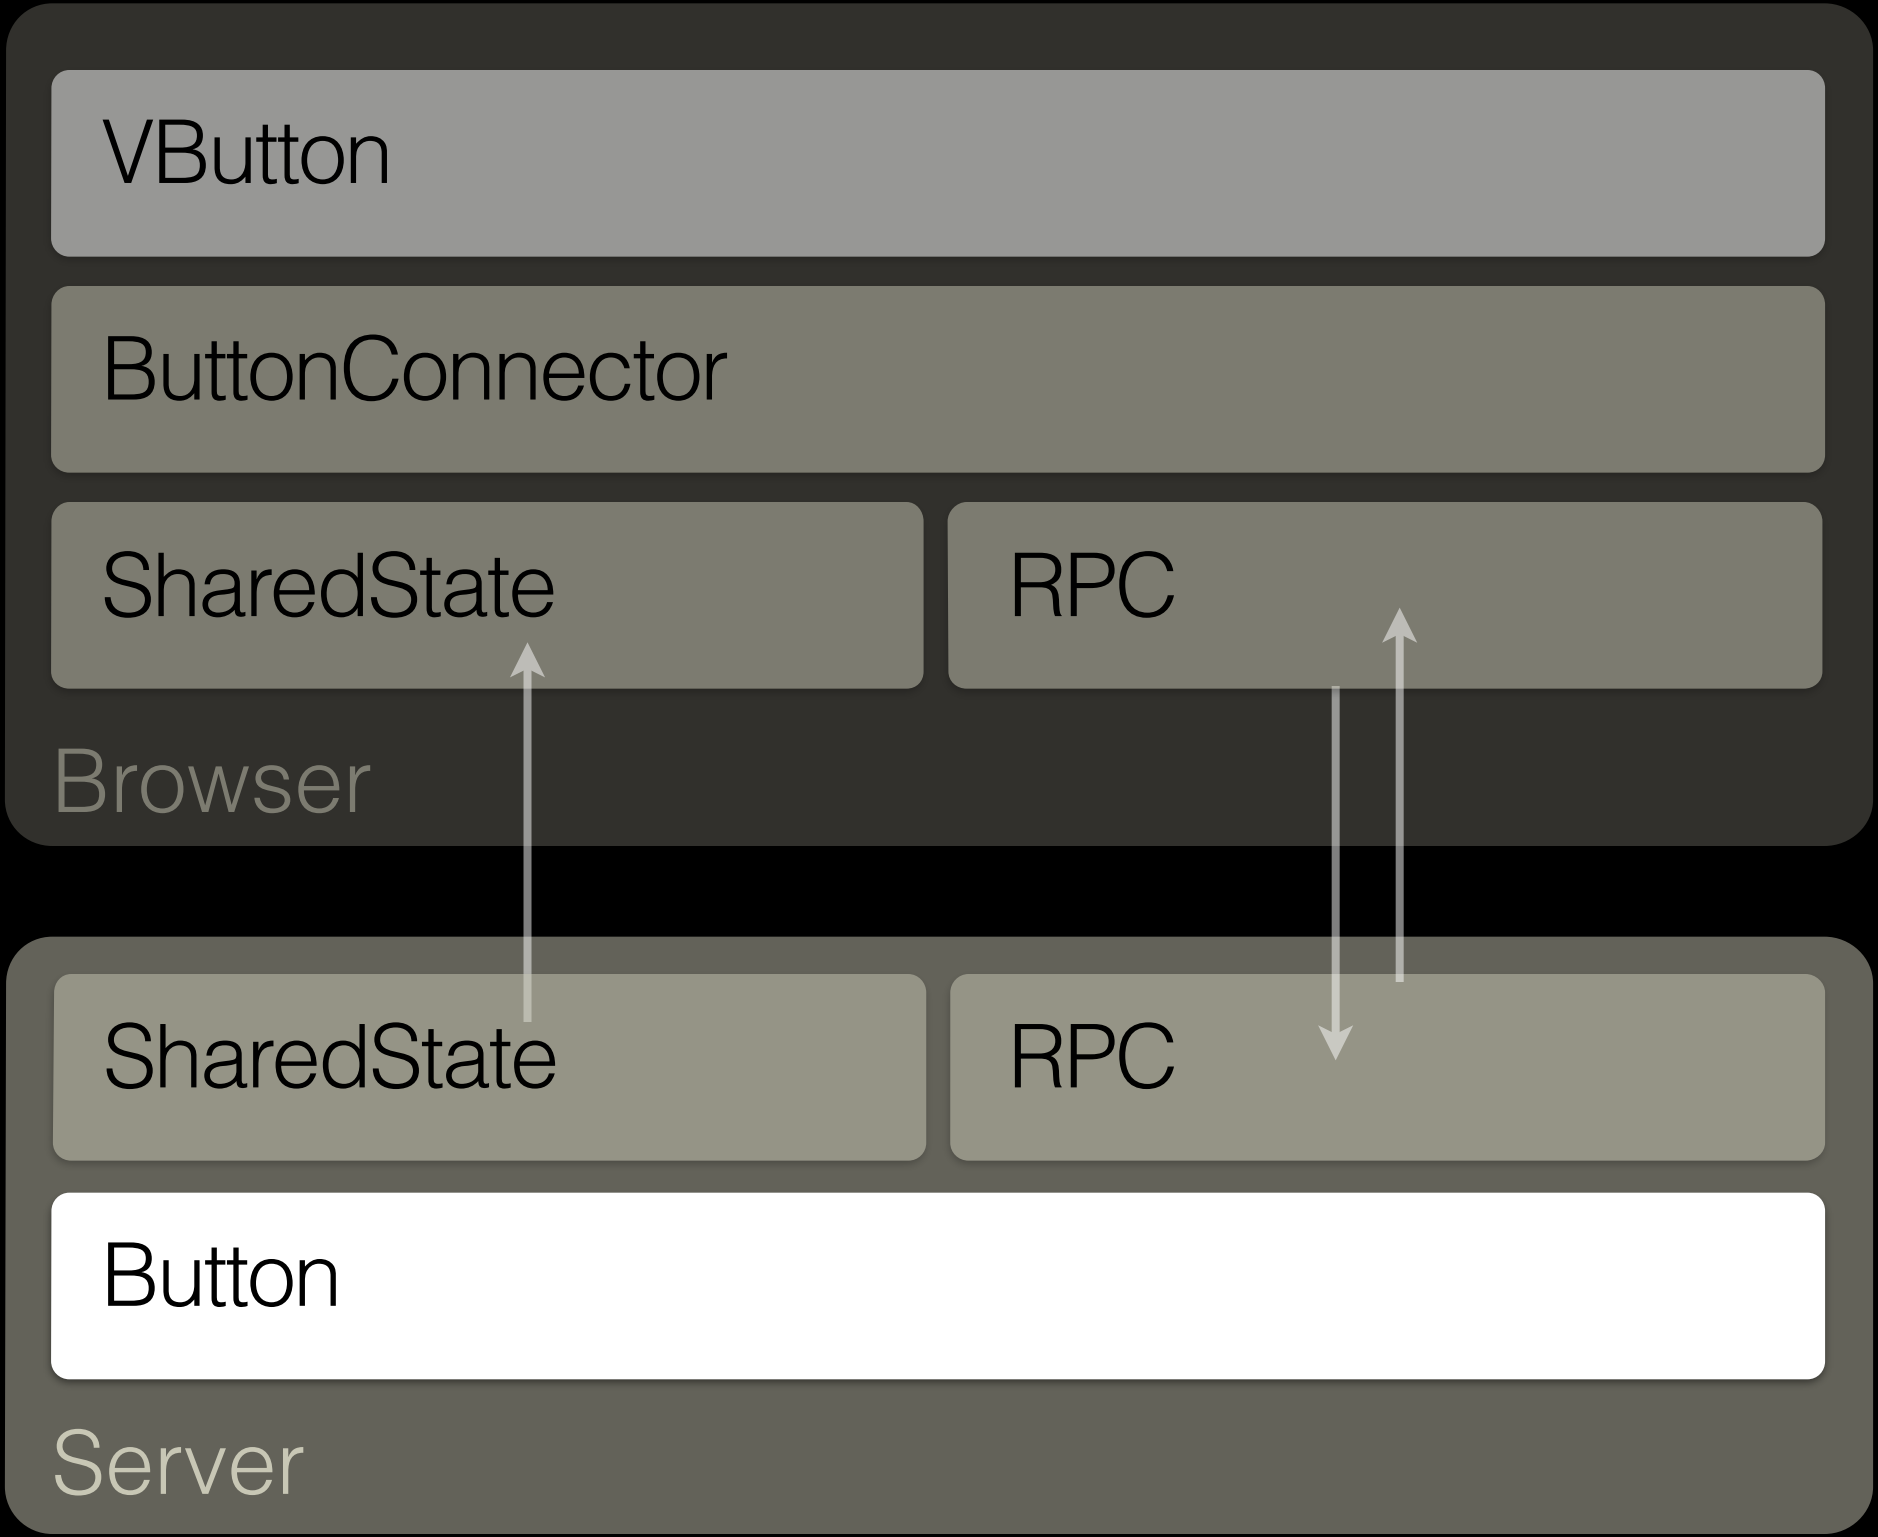 VButton
ButtonConnector
SharedState
RPC
Browser
SharedState
RPC
Button
Server